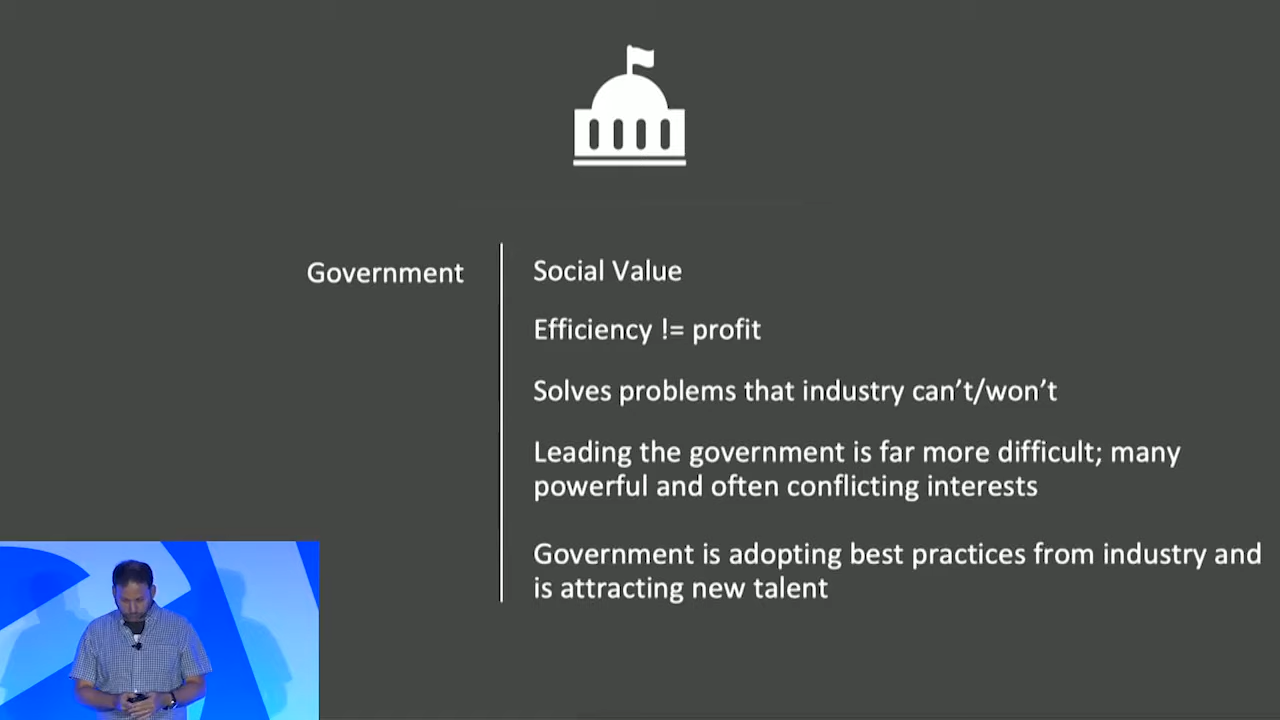 Government
Social Value
Efficiency != profit
Solves problems that industry can’t/won’t
Leading the government is far more difficult; many
powerful and often conflicting interests
Government is adopting best practices from industry and
is attracting new talent